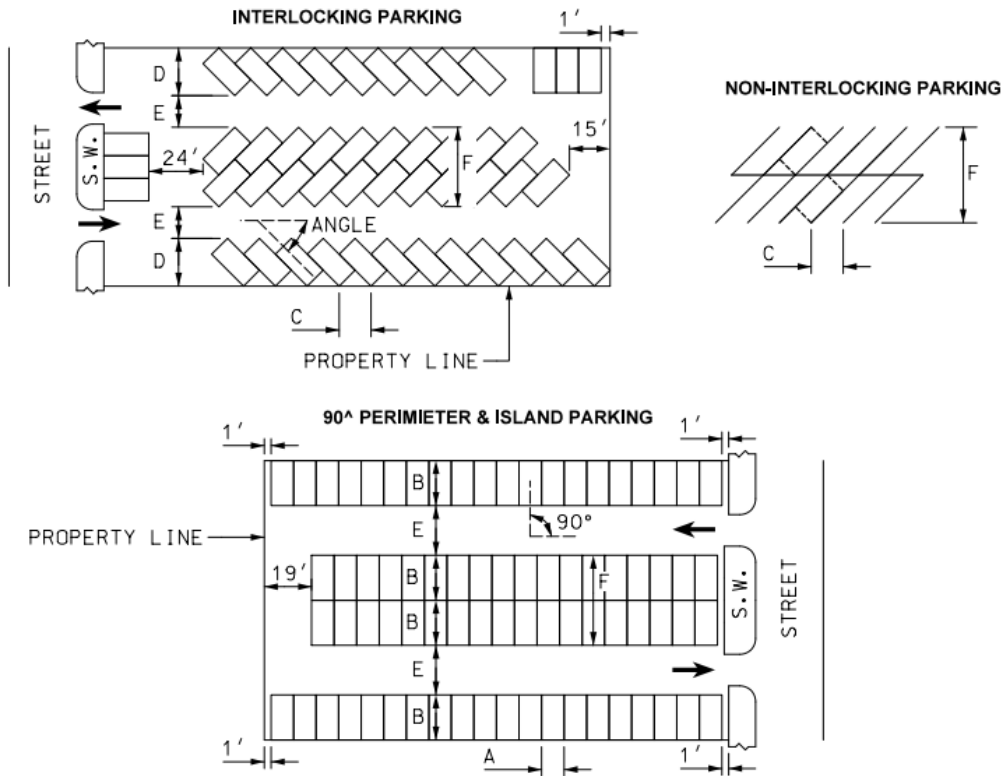 INTERLOCKING PARKING
1'
D
E
NON-INTERLOCKING PARKING
STREET
S.W.
24'
F
15'
F
E
ANGLE
D
C
C
PROPERTY LINE
90^ PERIMIETER & ISLAND PARKING
1'
1'
B
PROPERTY LINE
E
90°
19'
B
F
S.W.
STREET
B
E
B
1'
A
1'